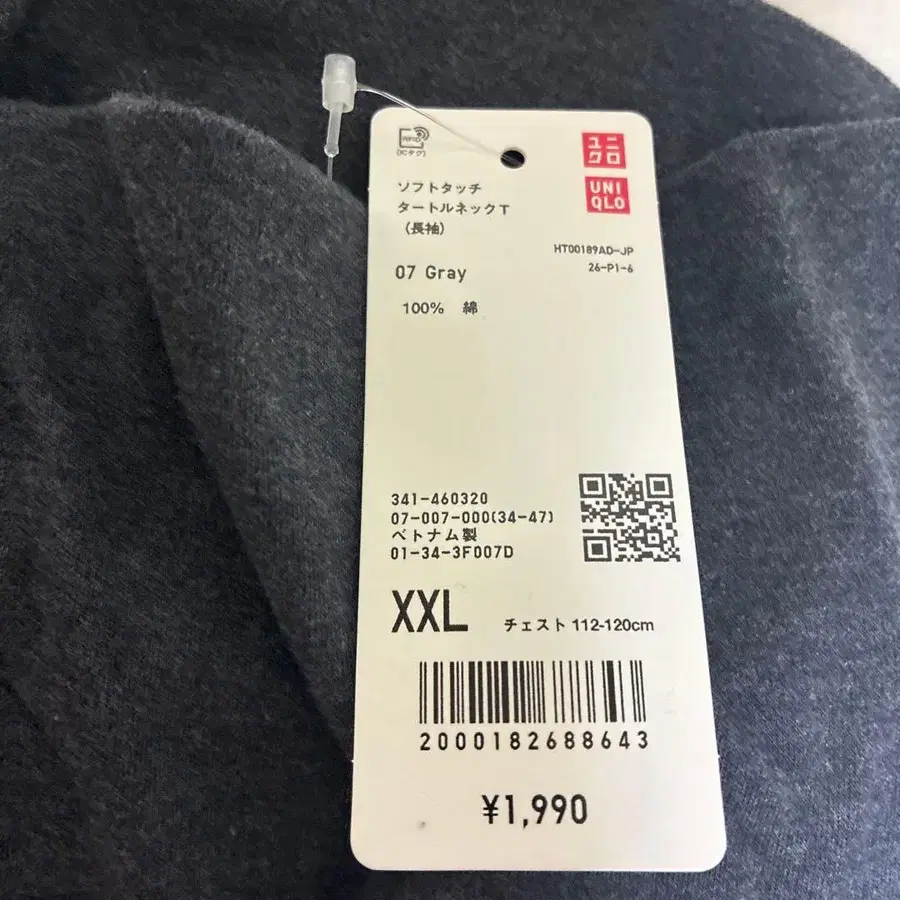 RFID
(ICタグ)
ユニ
クロ
UNI
QLO
ソフトタッチ
タートルネックT
(長袖)
HT00189AD-JP
26-P1-6
07 Gray
100% 綿
341-460320
07-007-000(34-47)
ベトナム製
01-34-3F007D
XXL チェスト 112-120cm
2000182688643
¥1,990